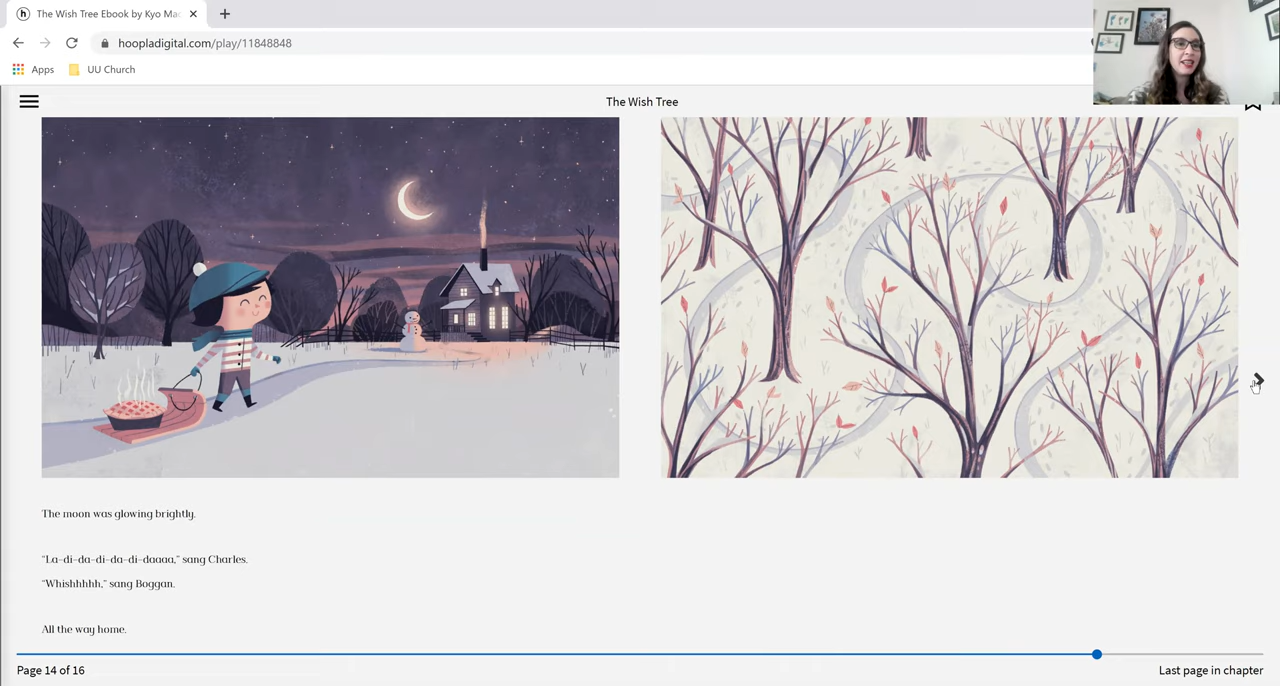 The Wish Tree Ebook by Kyo Mac
hoopladigital.com/play/11848848
Apps
UU Church
The Wish Tree
The moon was glowing brightly.
"La-di-da-di-da-di-daaaa," sang Charles.
"Whishhhhh," sang Boggan.
All the way home.
Page 14 of 16
Last page in chapter